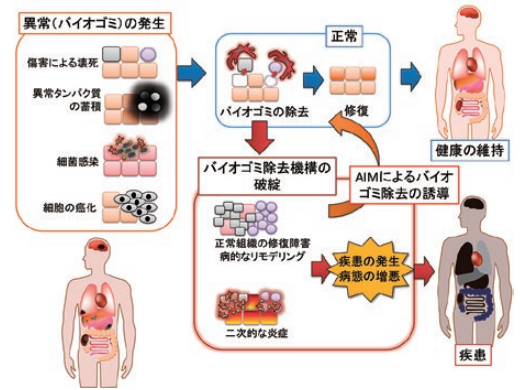 異常(バイオゴミ)の発生
傷害による壊死
異常タンパク質
の蓄積
細菌感染
細胞の癌化
正常
バイオゴミの除去
修復
健康の維持
バイオゴミ除去機構の
破綻
AIMによるバイオ
ゴミ除去の誘導
正常組織の修復障害
病的なリモデリング
疾患の発生
病態の増悪
二次的な炎症
疾患